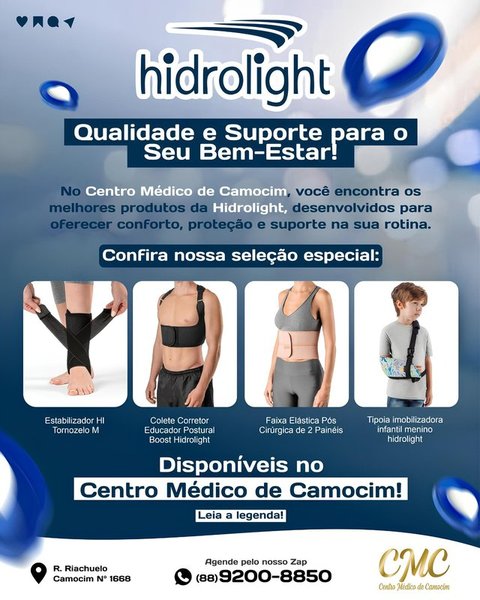 hidrolight
Qualidade e Suporte para o
Seu Bem-Estar!
No Centro Médico de Camocim, você encontra os
melhores produtos da Hidrolight, desenvolvidos para
oferecer conforto, proteção e suporte na sua rotina.
Confira nossa seleção especial:
Estabilizador Hl
Tornozelo M
Colete Corretor
Educador Postural
Boost Hidrolight
Faixa Elástica Pós
Cirúrgica de 2 Painéis
Tipoia imobilizadora
infantil menino
hidrolight
Disponíveis no
Centro Médico de Camocim!
Leia a legenda!
R. Riachuelo
Camocim N° 1668
Agende pelo nosso Zap
(88)9200-8850
CMC
Centro Médico de Camocim